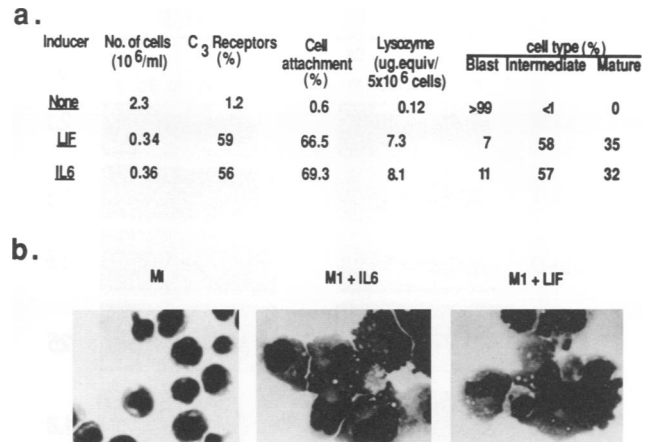 a.
Inducer No. of cells (10 6/ml) C 3 Receptors (%) Cell attachment (%) Lysozyme (ug.equiv/ 5x10 6 cells) cell type (%)
Blast Intermediate Mature
None 2.3 1.2 0.6 0.12 >99 <1 0
LIF 0.34 59 66.5 7.3 7 58 35
IL6 0.36 56 69.3 8.1 11 57 32
b.
M1 M1 + IL6 M1 + LIF